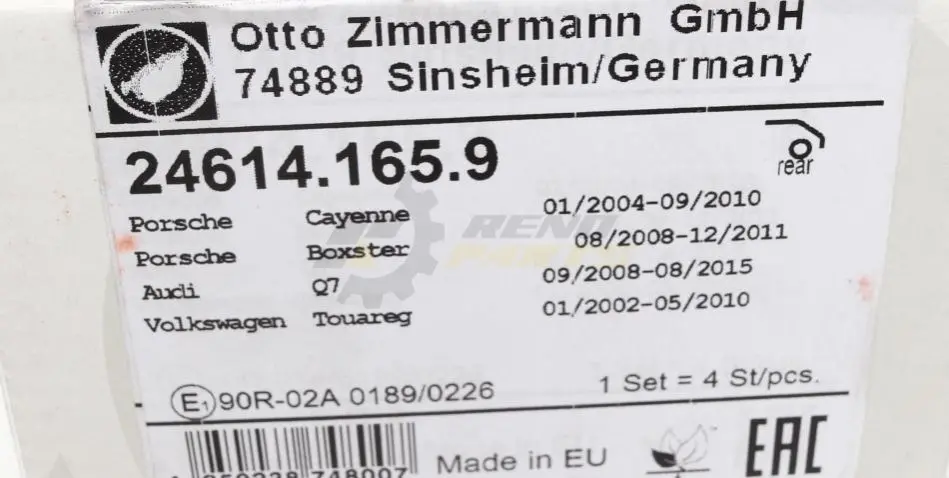 Otto Zimmermann GmbH
74889 Sinsheim/Germany
24614.165.9
rear
Porsche Cayenne 01/2004-09/2010
Porsche Boxster 08/2008-12/2011
Audi Q7 09/2008-08/2015
Volkswagen Touareg 01/2002-05/2010
E1 90R-02A 0189/0226
1 Set = 4 St/pcs.
Made in EU
EAC